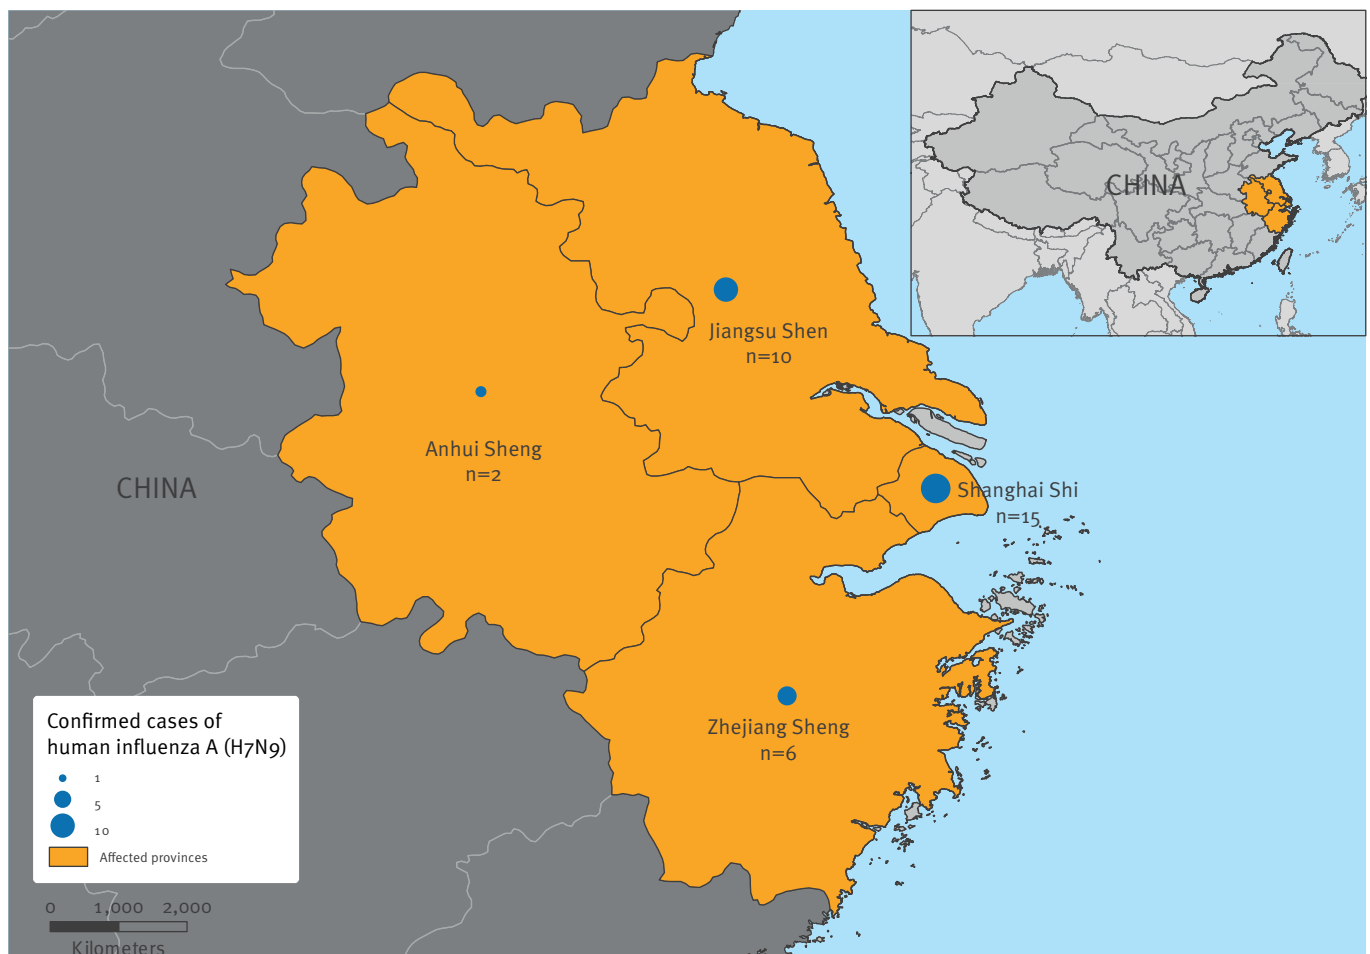 CHINA
Jiangsu Shen
n=10
Anhui Sheng
n=2
CHINA
Shanghai Shi
n=15
Zhejiang Sheng
n=6
Confirmed cases of
human influenza A (H7N9)
1
5
10
Affected provinces
0 1,000 2,000
Kilometers